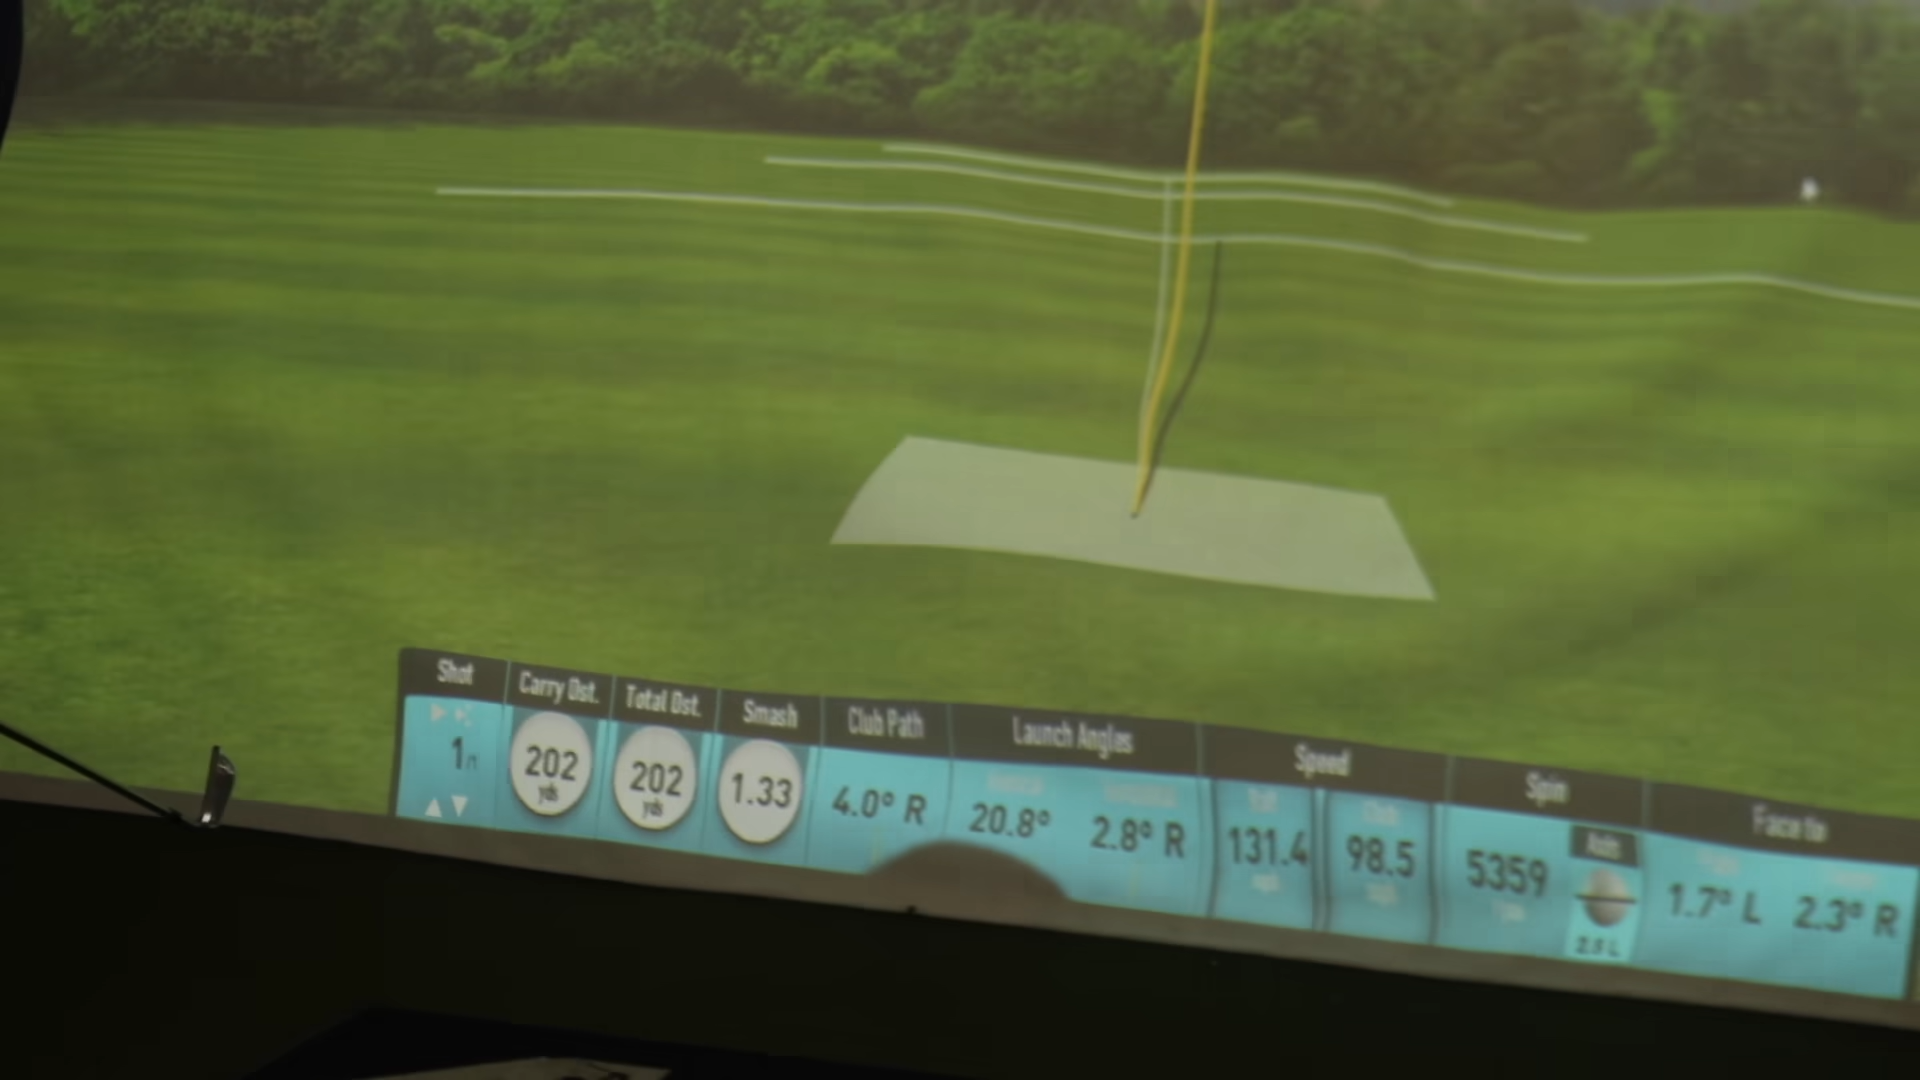 Shot
Carry Dst.
Total Dst.
Smash
Club Path
Launch Angles
Speed
Spin
Face to
1
202
yds
202
yds
1.33
4.0° R
20.8°
2.8° R
131.4
98.5
5359
Axis
1.7° L
2.3° R